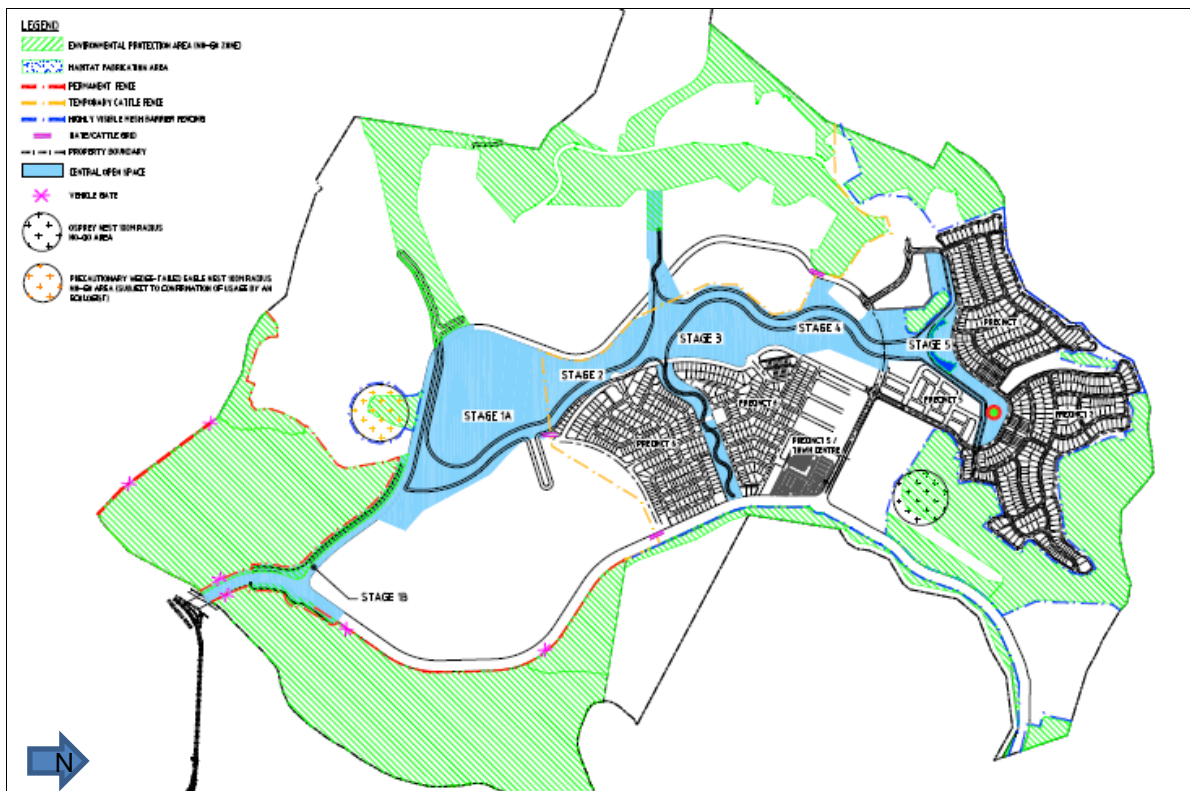 LEGEND
ENVIRONMENTAL PROTECTION AREA (NO-GO ZONE)
HABITAT FABRICATION AREA
PERMANENT FENCE
TEMPORARY CATTLE FENCE
HIGHLY VISIBLE MESH BARRIER FENCING
GATE/CATTLE GRID
PROPERTY BOUNDARY
CENTRAL OPEN SPACE
VEHICLE GATE
OSPREY NEST 100M RADIUS
NO-GO AREA
PRECAUTIONARY WEDGE-TAILED EAGLE NEST 100M RADIUS
NO-GO AREA (SUBJECT TO CONFIRMATION OF USAGE BY AN
ECOLOGIST)
PRECINCT
STAGE 4
STAGE 3
STAGE 5
STAGE 2
PRECINCT
STAGE 1A
PRECINCT
PRECINCT
PRECINCT
PRECINCT 5 /
TOWN CENTRE
STAGE 1B
N